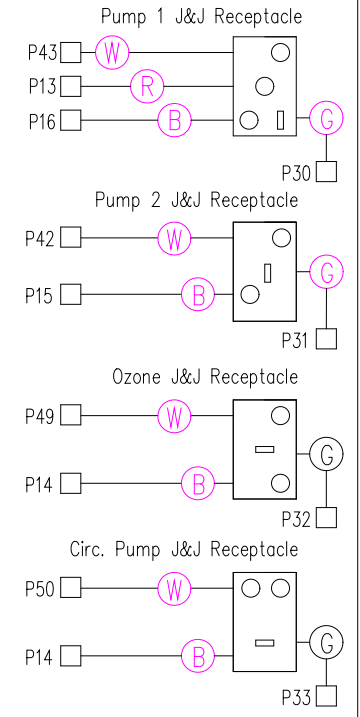 Pump 1 J&J Receptacle
P43 W
P13 R
P16 B G
P30
Pump 2 J&J Receptacle
P42 W
G
P15 B
P31
Ozone J&J Receptacle
P49 W
G
P14 B
P32
Circ. Pump J&J Receptacle
P50 W
G
P14 B
P33